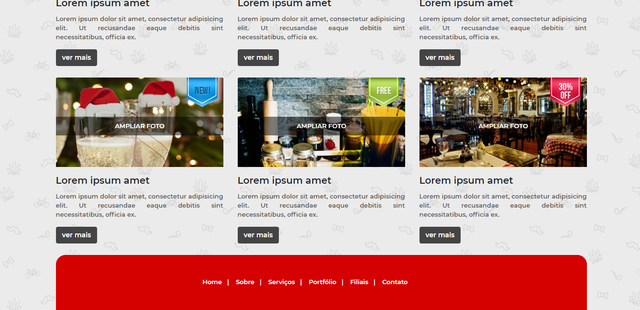 Lorem ipsum amet
Lorem ipsum amet
Lorem ipsum amet
Lorem ipsum dolor sit amet, consectetur adipisicing
elit. Ut recusandae eaque debitis sint
necessitatibus, officia ex.
Lorem ipsum dolor sit amet, consectetur adipisicing
elit. Ut recusandae eaque debitis sint
necessitatibus, officia ex.
Lorem ipsum dolor sit amet, consectetur adipisicing
elit. Ut recusandae eaque debitis sint
necessitatibus, officia ex.
ver mais
ver mais
ver mais
NEW!
AMPLIAR FOTO
FREE
AMPLIAR FOTO
30%
OFF
AMPLIAR FOTO
Lorem ipsum amet
Lorem ipsum dolor sit amet, consectetur adipisicing
elit. Ut recusandae eaque debitis sint
necessitatibus, officia ex.
ver mais
Lorem ipsum amet
Lorem ipsum dolor sit amet, consectetur adipisicing
elit. Ut recusandae eaque debitis sint
necessitatibus, officia ex.
ver mais
Lorem ipsum amet
Lorem ipsum dolor sit amet, consectetur adipisicing
elit. Ut recusandae eaque debitis sint
necessitatibus, officia ex.
ver mais
Home | Sobre | Serviços | Portfólio | Filiais | Contato